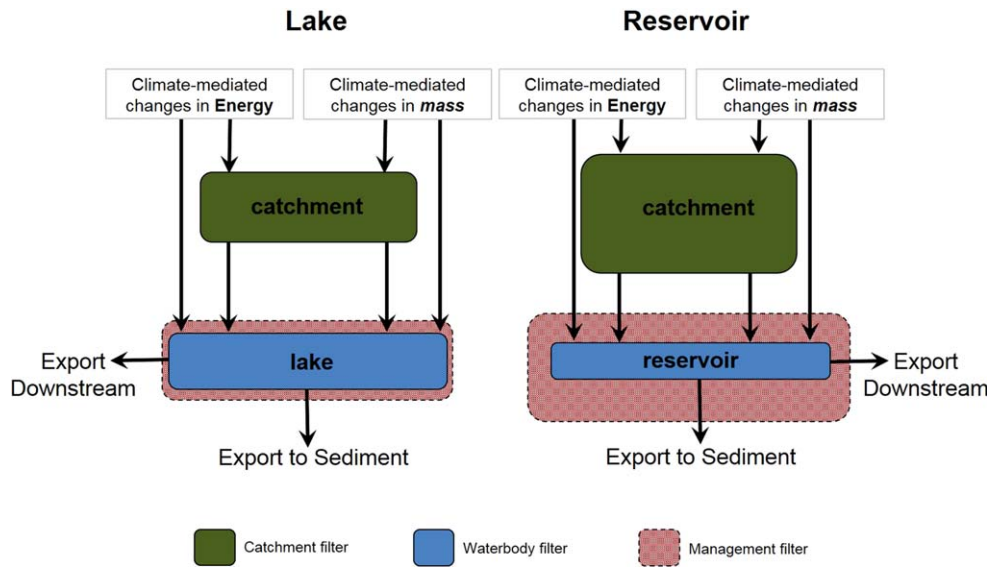 Lake
Reservoir
Climate-mediated
changes in Energy
Climate-mediated
changes in mass
Climate-mediated
changes in Energy
Climate-mediated
changes in mass
catchment
catchment
lake
reservoir
Export
Downstream
Export
Downstream
Export to Sediment
Export to Sediment
Catchment filter
Waterbody filter
Management filter